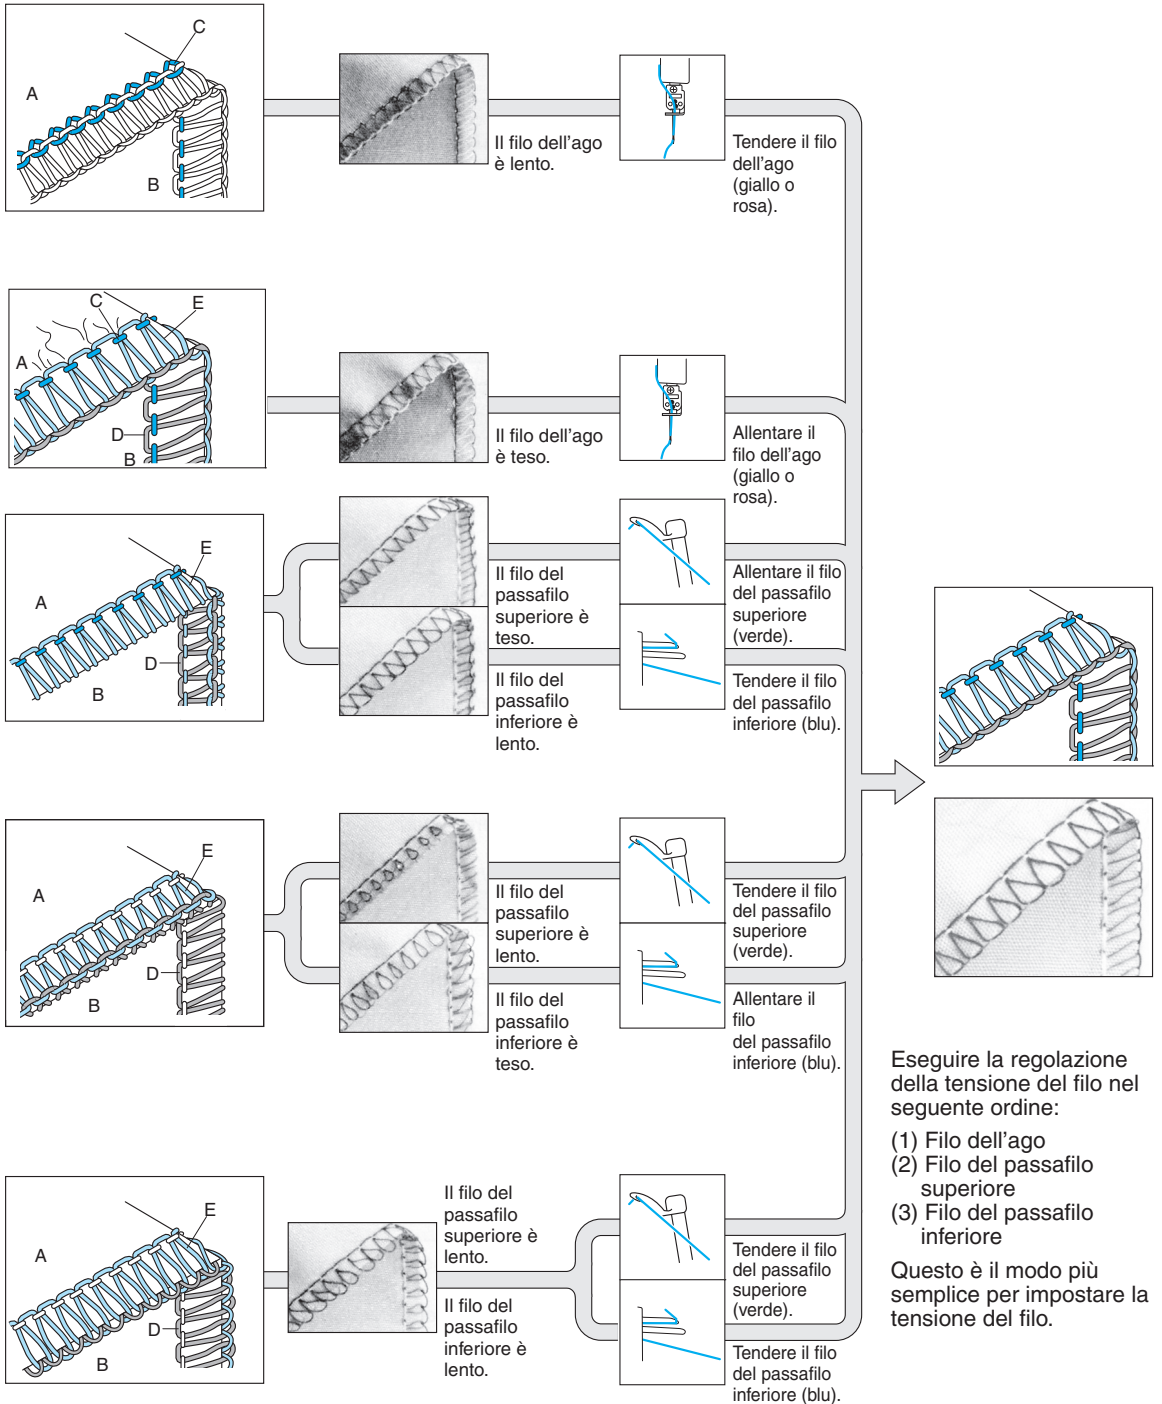 C
A
B
Il filo dell'ago
è lento.
Tendere il filo
dell'ago
(giallo o
rosa).
C
E
A
D
B
Il filo dell'ago
è teso.
Allentare il
filo dell'ago
(giallo o
rosa).
E
A
D
B
Il filo del
passafilo
superiore è
teso.
Allentare il filo
del passafilo
superiore
(verde).
Il filo del
passafilo
inferiore è
lento.
Tendere il filo
del passafilo
inferiore (blu).
E
A
D
B
Il filo del
passafilo
superiore è
lento.
Tendere il filo
del passafilo
superiore
(verde).
Il filo del
passafilo
inferiore è
teso.
Allentare il
filo
del passafilo
inferiore (blu).
E
A
D
B
Il filo del
passafilo
superiore è
lento.
Il filo del
passafilo
inferiore è
lento.
Tendere il filo
del passafilo
superiore
(verde).
Tendere il filo
del passafilo
inferiore (blu).
Eseguire la regolazione
della tensione del filo nel
seguente ordine:
(1) Filo dell'ago
(2) Filo del passafilo
superiore
(3) Filo del passafilo
inferiore
Questo è il modo più
semplice per impostare la
tensione del filo.